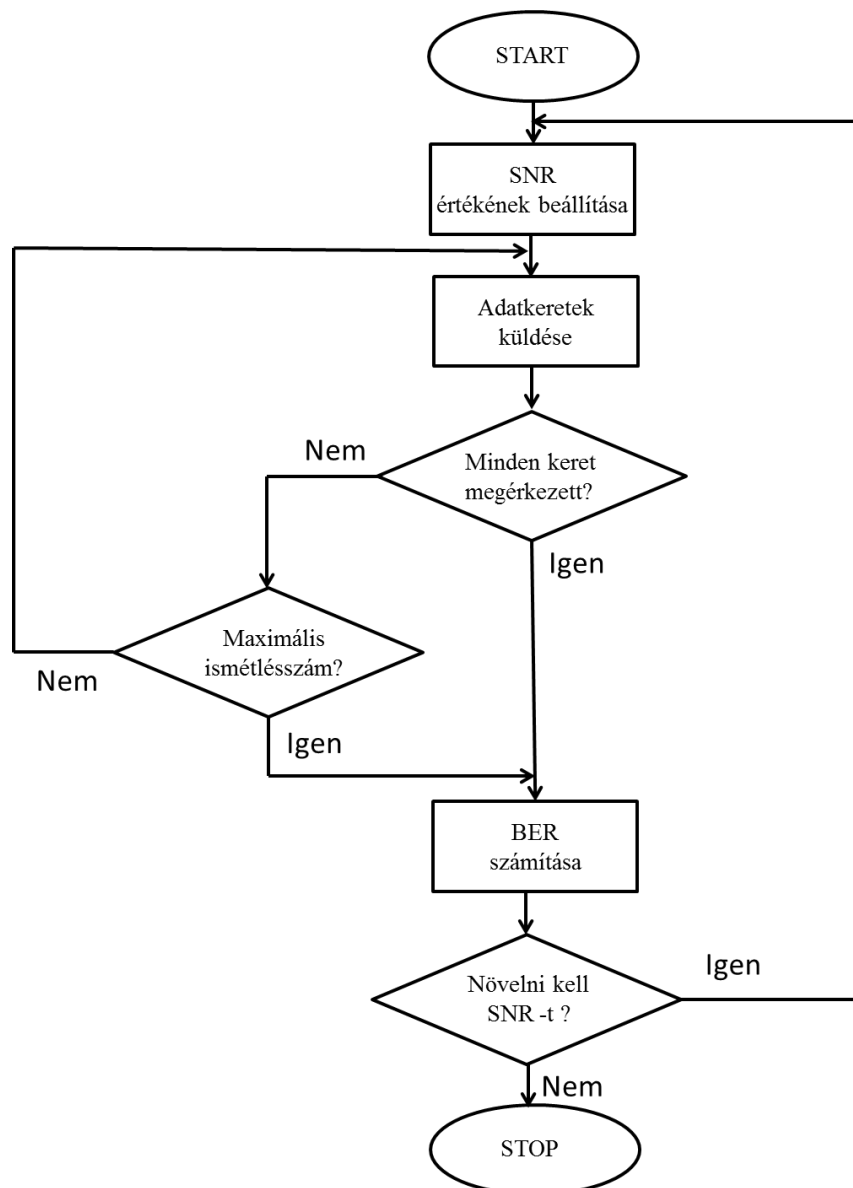 START
SNR
értékének beállítása
Adatkeretek
küldése
Nem
Minden keret
megérkezett?
Igen
Maximális
ismétlésszám?
Nem
Igen
BER
számítása
Növelni kell
SNR -t ?
Igen
Nem
STOP